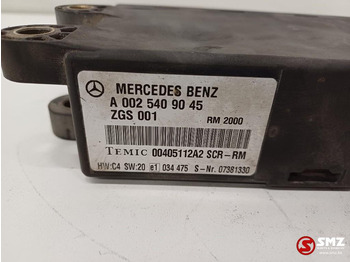 MERCEDES BENZ
A 002 540 90 45
ZGS 001 RM 2000
TEMIC 00405112A2 SCR-RM
HW:C4 SW:20 e1 034 475 S-Nr. 07381330
SMZ